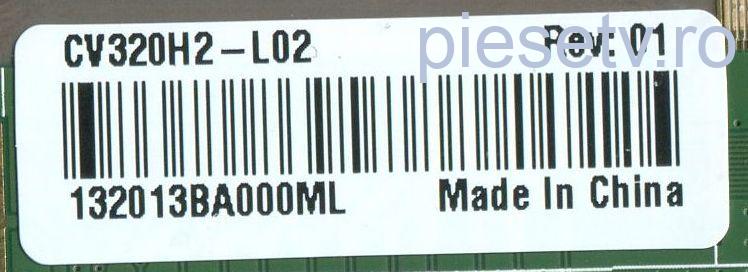 CV320H2-L02 Rev: 01
piesetv.ro
132013BA000ML Made In China